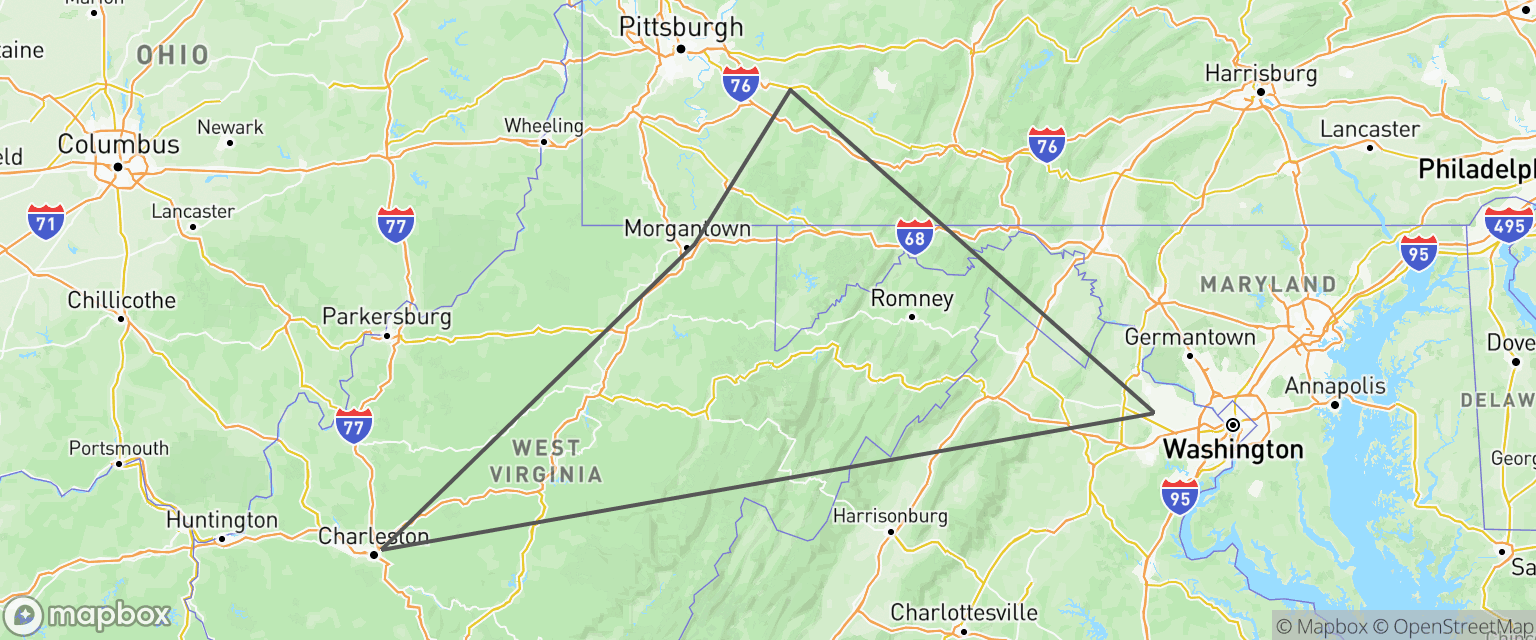 Marion
Pittsburgh
OHIO
taine
76
Harrisburg
Newark
Wheeling
Columbus
Lancaster
76
eld
Philadelph
Lancaster
71
77
Morgantown
68
495
95
MARYLAND
Chillicothe
Romney
Parkersburg
Germantown
Dove
Annapolis
DELAW
77
Portsmouth
WEST
VIRGINIA
Washington
Georg
95
Huntington
Charleston
Harrisonburg
Sa
Charlottesville
mapbox
© Mapbox © OpenStreetMap